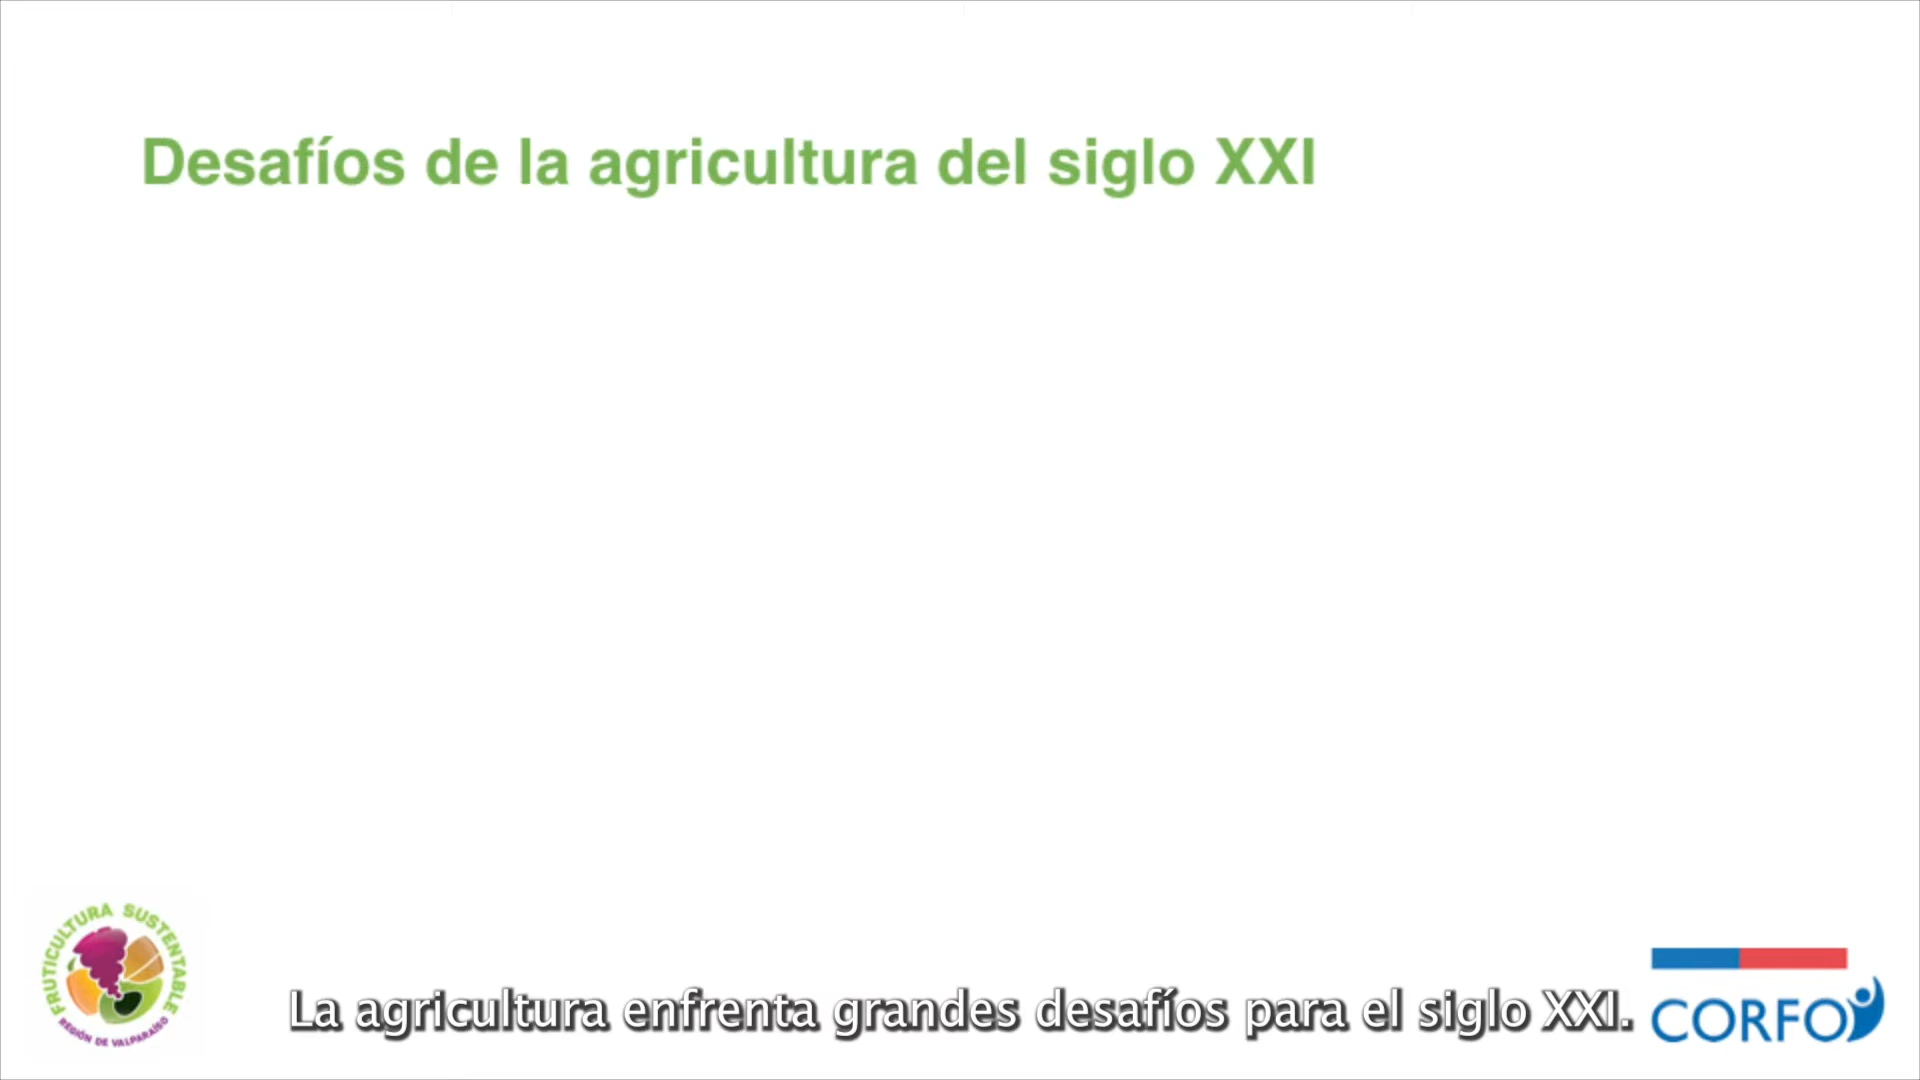 Desafíos de la agricultura del siglo XXI
FRUTICULTURA SUSTENTABLE
REGIÓN DE VALPARAÍSO
La agricultura enfrenta grandes desafíos para el siglo XXI.
CORFO